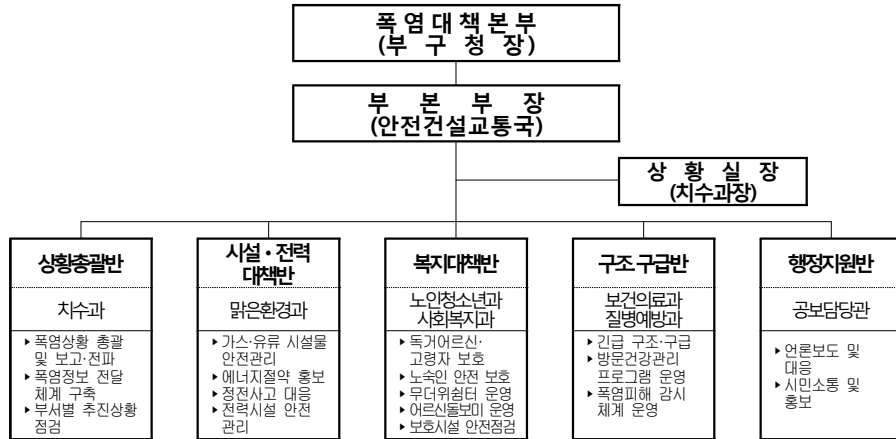 폭 염 대 책 본 부
(부 구 청 장)
부 본 부 장
(안전건설교통국)
상 황 실 장
(치수과장)
상황총괄반
치수과
▸ 폭염상황 총괄
및 보고·전파
▸ 폭염정보 전달
체계 구축
▸ 부서별 추진상황
점검
시설・전력
대책반
맑은환경과
▸ 가스·유류 시설물
안전관리
▸ 에너지절약 홍보
▸ 정전사고 대응
▸ 전력시설 안전
관리
복지대책반
노인청소년과
사회복지과
▸ 독거어르신·
고령자 보호
▸ 노숙인 안전 보호
▸ 무더위쉼터 운영
▸ 어르신돌보미 운영
▸ 보호시설 안전점검
구조·구급반
보건의료과
질병예방과
▸ 긴급 구조·구급
▸ 방문건강관리
프로그램 운영
▸ 폭염피해 감시
체계 운영
행정지원반
공보담당관
▸ 언론보도 및
대응
▸ 시민소통 및
홍보